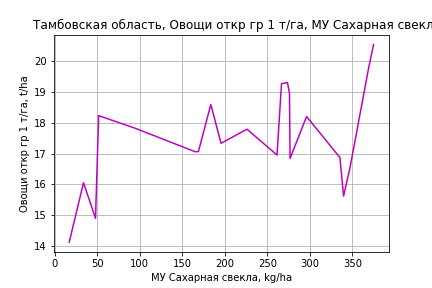 Тамбовская область, Овощи откр гр 1 т/га, МУ Сахарная свекл
Овощи откр гр 1 т/га, t/ha
20
19
18
17
16
15
14
0 50 100 150 200 250 300 350
МУ Сахарная свекла, kg/ha